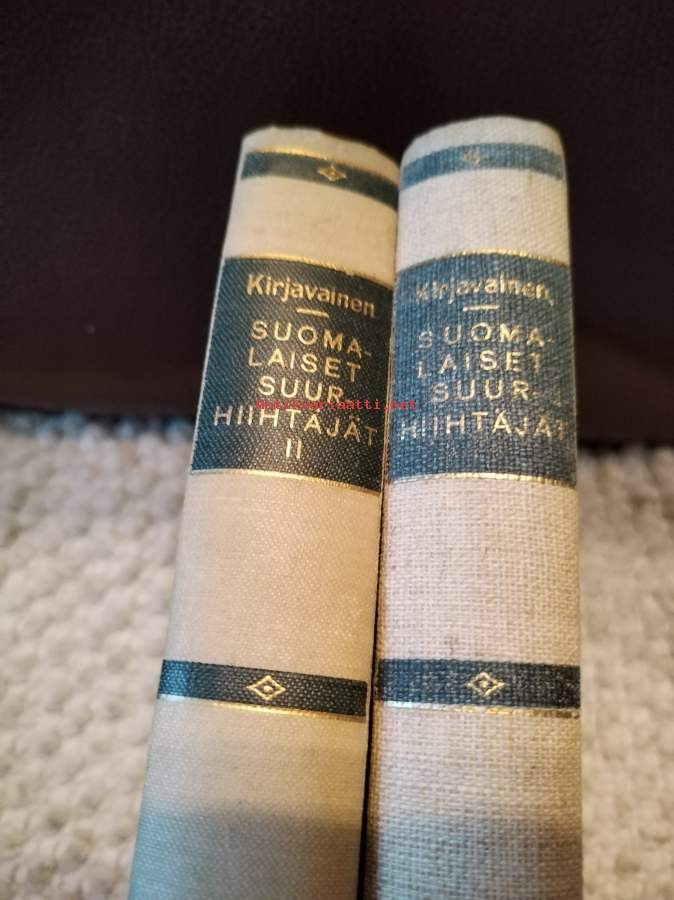 Kirjavainen
SUOMA-
LAISET
SUUR-
HIIHTÄJÄT
II
Kirjavainen
SUOMA-
LAISET
SUUR-
HIIHTÄJÄT
Antikvariaatti.net